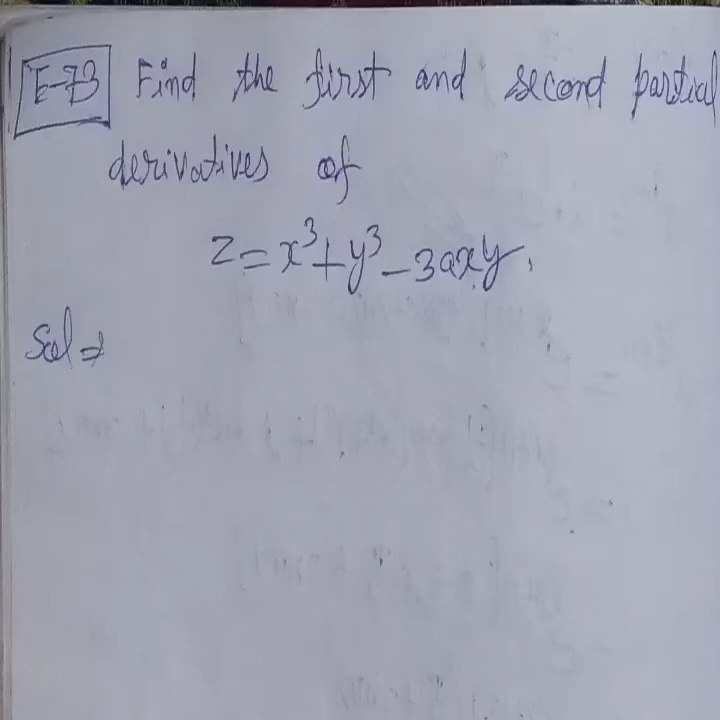 E-73 Find the first and second partial
derivatives of
z = x³ + y³ - 3axy.
Sol ⇒